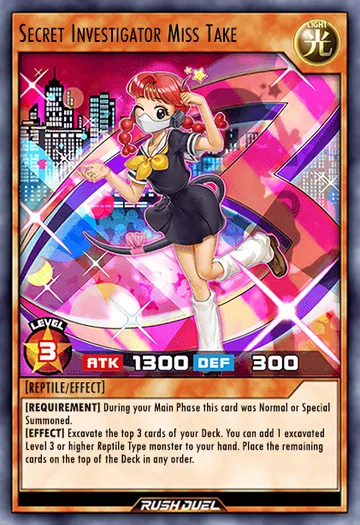 Secret Investigator Miss Take
LIGHT
光
LEVEL
3
ATK 1300 DEF 300
[REPTILE/EFFECT]
[REQUIREMENT] During your Main Phase this card was Normal or Special
Summoned.
[EFFECT] Excavate the top 3 cards of your Deck. You can add 1 excavated
Level 3 or higher Reptile Type monster to your hand. Place the remaining
cards on the top of the Deck in any order.
RUSH DUEL